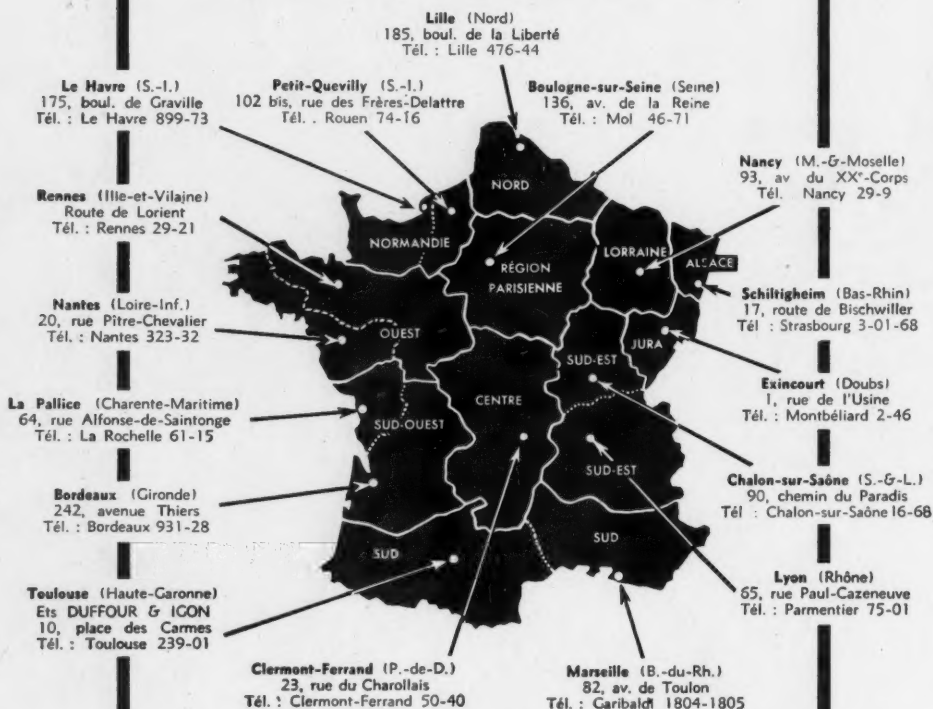 Lille (Nord)
185, boul. de la Liberté
Tél. : Lille 476-44
Le Havre (S.-I.)
175, boul. de Graville
Tél. : Le Havre 899-73
Petit-Quevilly (S.-I.)
102 bis, rue des Frères-Delattre
Tél. . Rouen 74-16
Boulogne-sur-Seine (Seine)
136, av. de la Reine
Tél. : Mol 46-71
Nancy (M.-&-Moselle)
93, av du XXᵉ-Corps
Tél. Nancy 29-9
Rennes (Ille-et-Vilaine)
Route de Lorient
Tél. : Rennes 29-21
Nantes (Loire-Inf.)
20, rue Pître-Chevalier
Tél. : Nantes 323-32
La Pallice (Charente-Maritime)
64, rue Alfonse-de-Saintonge
Tél. : La Rochelle 61-15
Bordeaux (Gironde)
242, avenue Thiers
Tél. : Bordeaux 931-28
Toulouse (Haute-Garonne)
Ets DUFFOUR & IGON
10, place des Carmes
Tél. : Toulouse 239-01
NORD
NORMANDIE
RÉGION
PARISIENNE
LORRAINE
ALSACE
OUEST
SUD-EST
JURA
CENTRE
SUD-OUEST
SUD-EST
SUD
SUD
Schiltigheim (Bas-Rhin)
17, route de Bischwiller
Tél : Strasbourg 3-01-68
Exincourt (Doubs)
1, rue de l'Usine
Tél. : Montbéliard 2-46
Chalon-sur-Saône (S.-&-L.)
90, chemin du Paradis
Tél : Chalon-sur-Saône 16-68
Lyon (Rhône)
65, rue Paul-Cazeneuve
Tél. : Parmentier 75-01
Clermont-Ferrand (P.-de-D.)
23, rue du Charollais
Tél. : Clermont-Ferrand 50-40
Marseille (B.-du-Rh.)
82, av. de Toulon
Tél. : Garibaldi 1804-1805